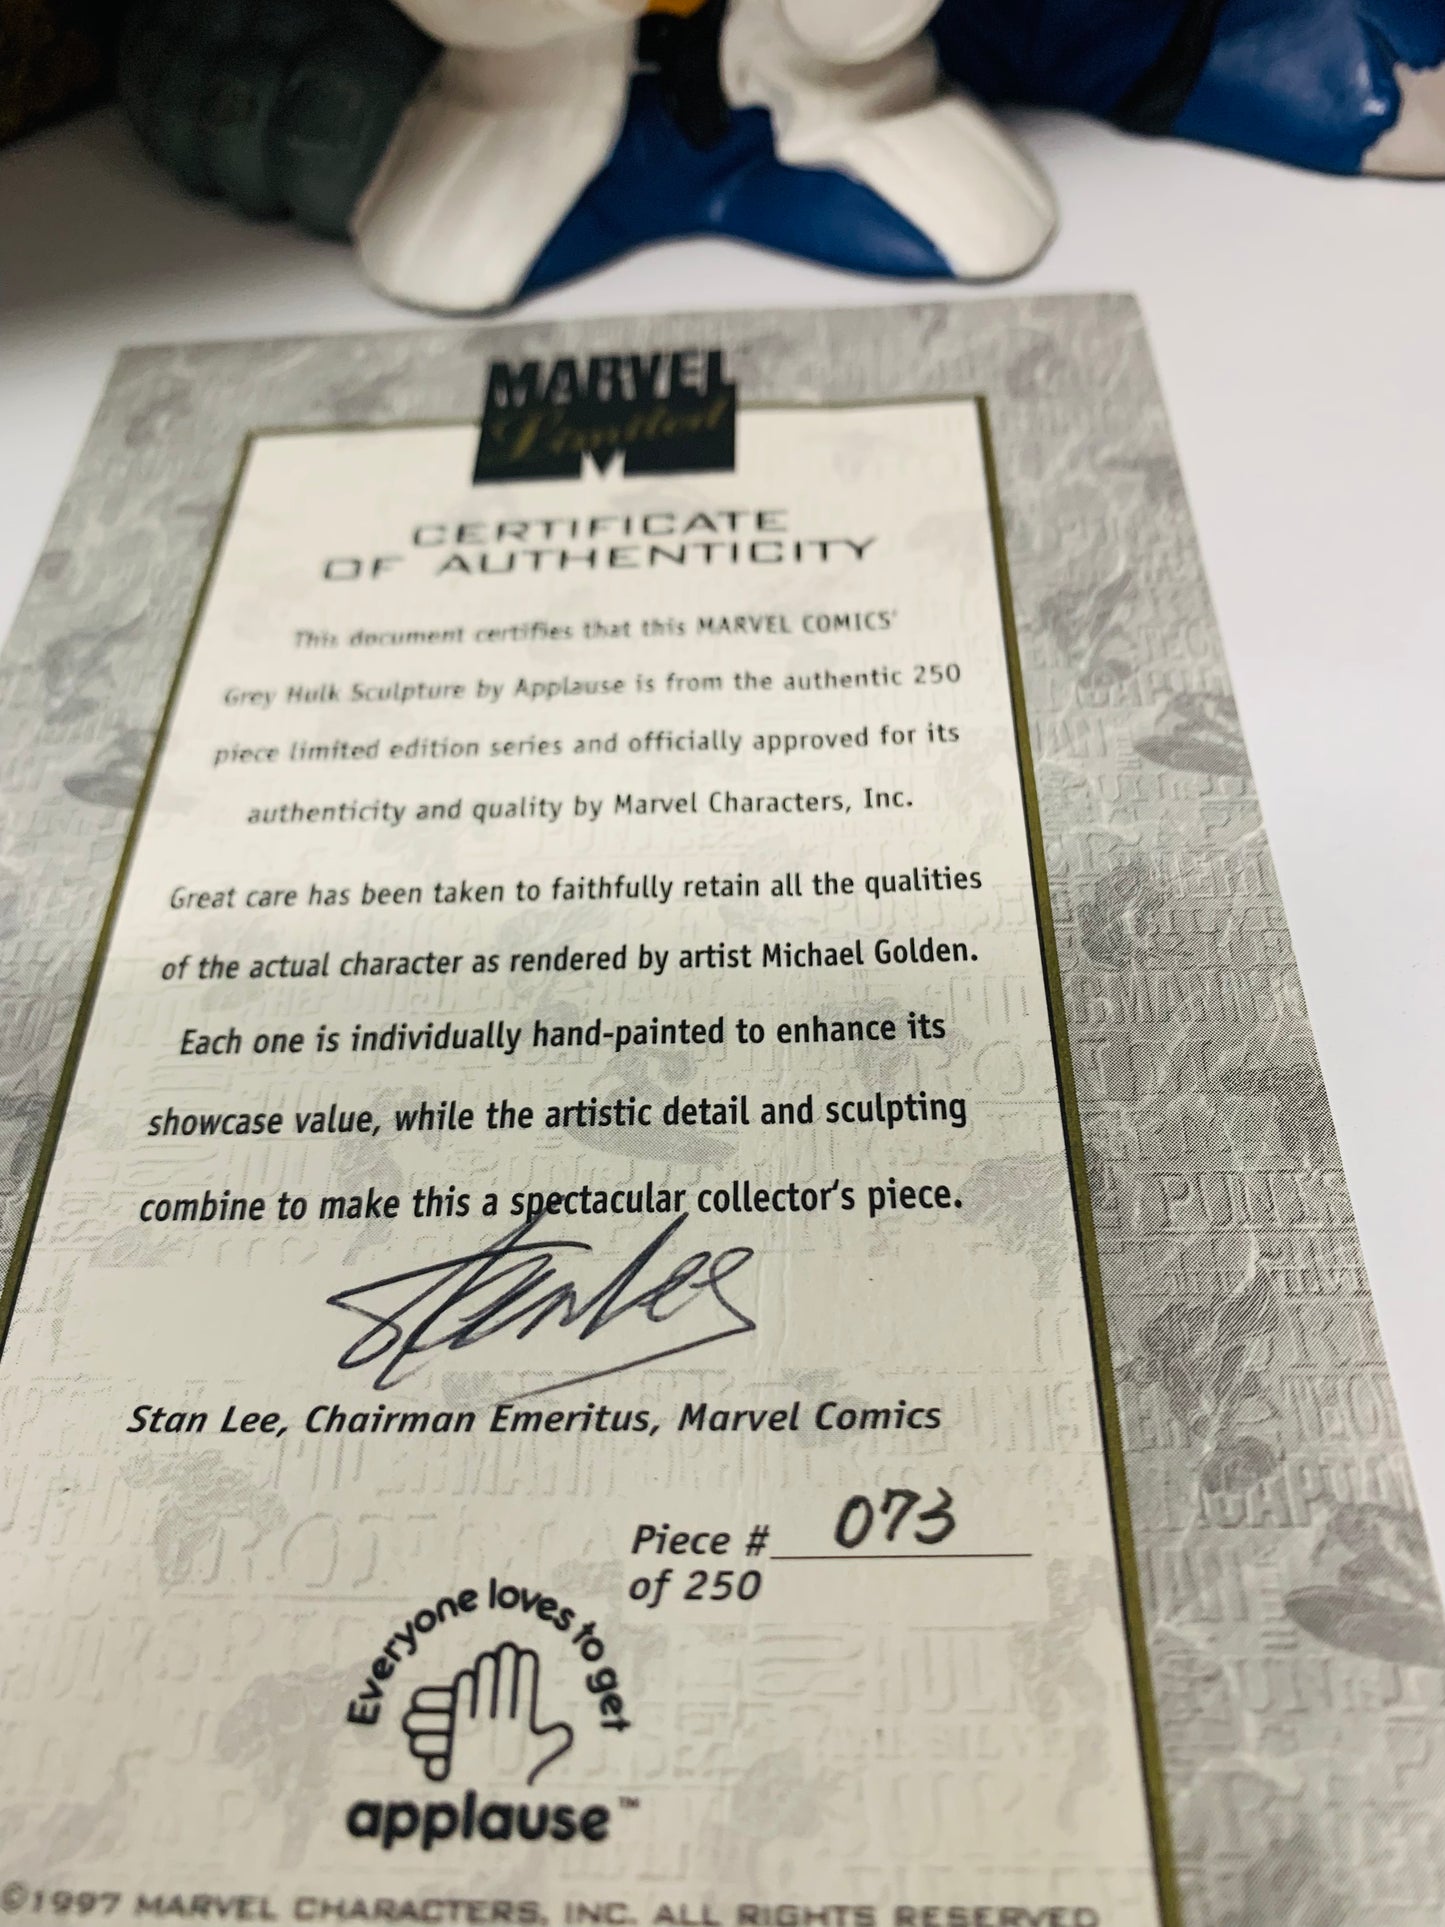 MARVEL
Limited
CERTIFICATE
OF AUTHENTICITY
This document certifies that this MARVEL COMICS'
Grey Hulk Sculpture by Applause is from the authentic 250
piece limited edition series and officially approved for its
authenticity and quality by Marvel Characters, Inc.
Great care has been taken to faithfully retain all the qualities
of the actual character as rendered by artist Michael Golden.
Each one is individually hand-painted to enhance its
showcase value, while the artistic detail and sculpting
combine to make this a spectacular collector's piece.
Stan Lee
Stan Lee, Chairman Emeritus, Marvel Comics
Piece # 073
of 250
Everyone loves to get
applause™
©1997 MARVEL CHARACTERS, INC. ALL RIGHTS RESERVED